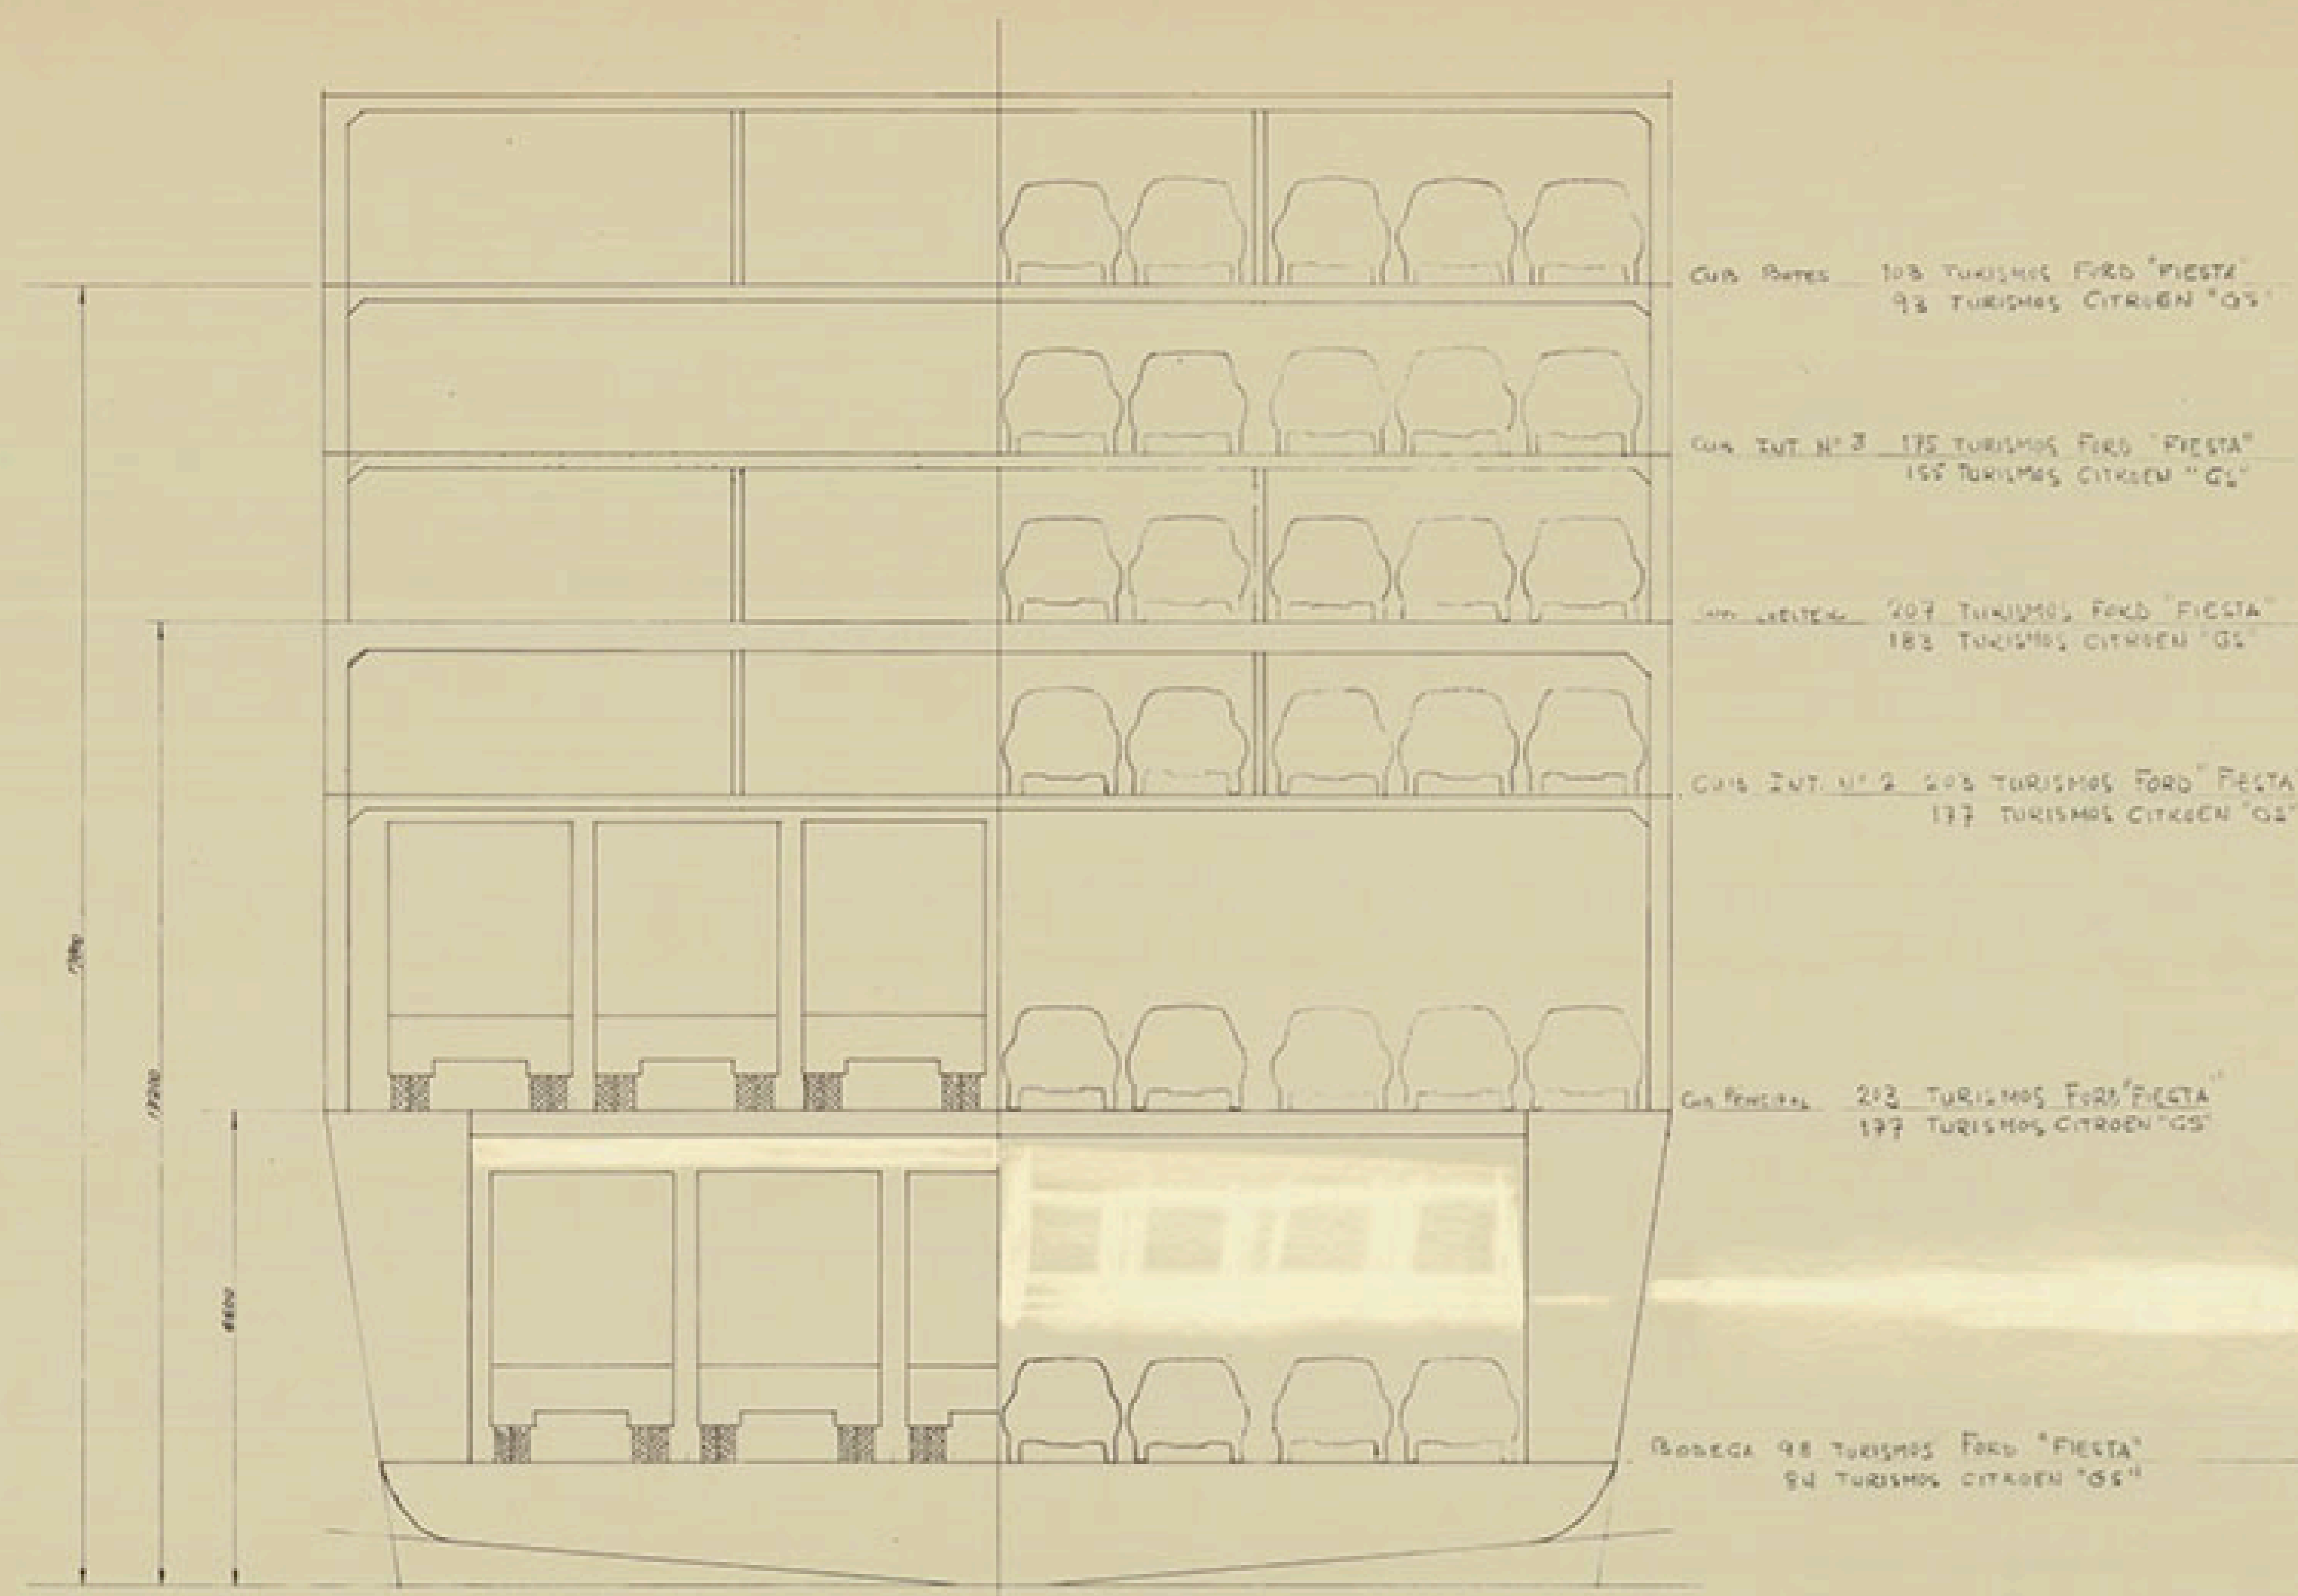 CUB BOTES 103 TURISMOS FORD "FIESTA"
93 TURISMOS CITROEN "GS"
CUB INT Nº 3 175 TURISMOS FORD "FIESTA"
155 TURISMOS CITROEN "GS"
207 TURISMOS FORD "FIESTA"
183 TURISMOS CITROEN "GS"
CUB INT. Nº 2 203 TURISMOS FORD "FIESTA
177 TURISMOS CITROEN "GS"
CUB PRINCIPAL 203 TURISMOS FORD "FIESTA"
177 TURISMOS CITROEN "GS"
BODEGA 98 TURISMOS FORD "FIESTA"
84 TURISMOS CITROEN "GS"